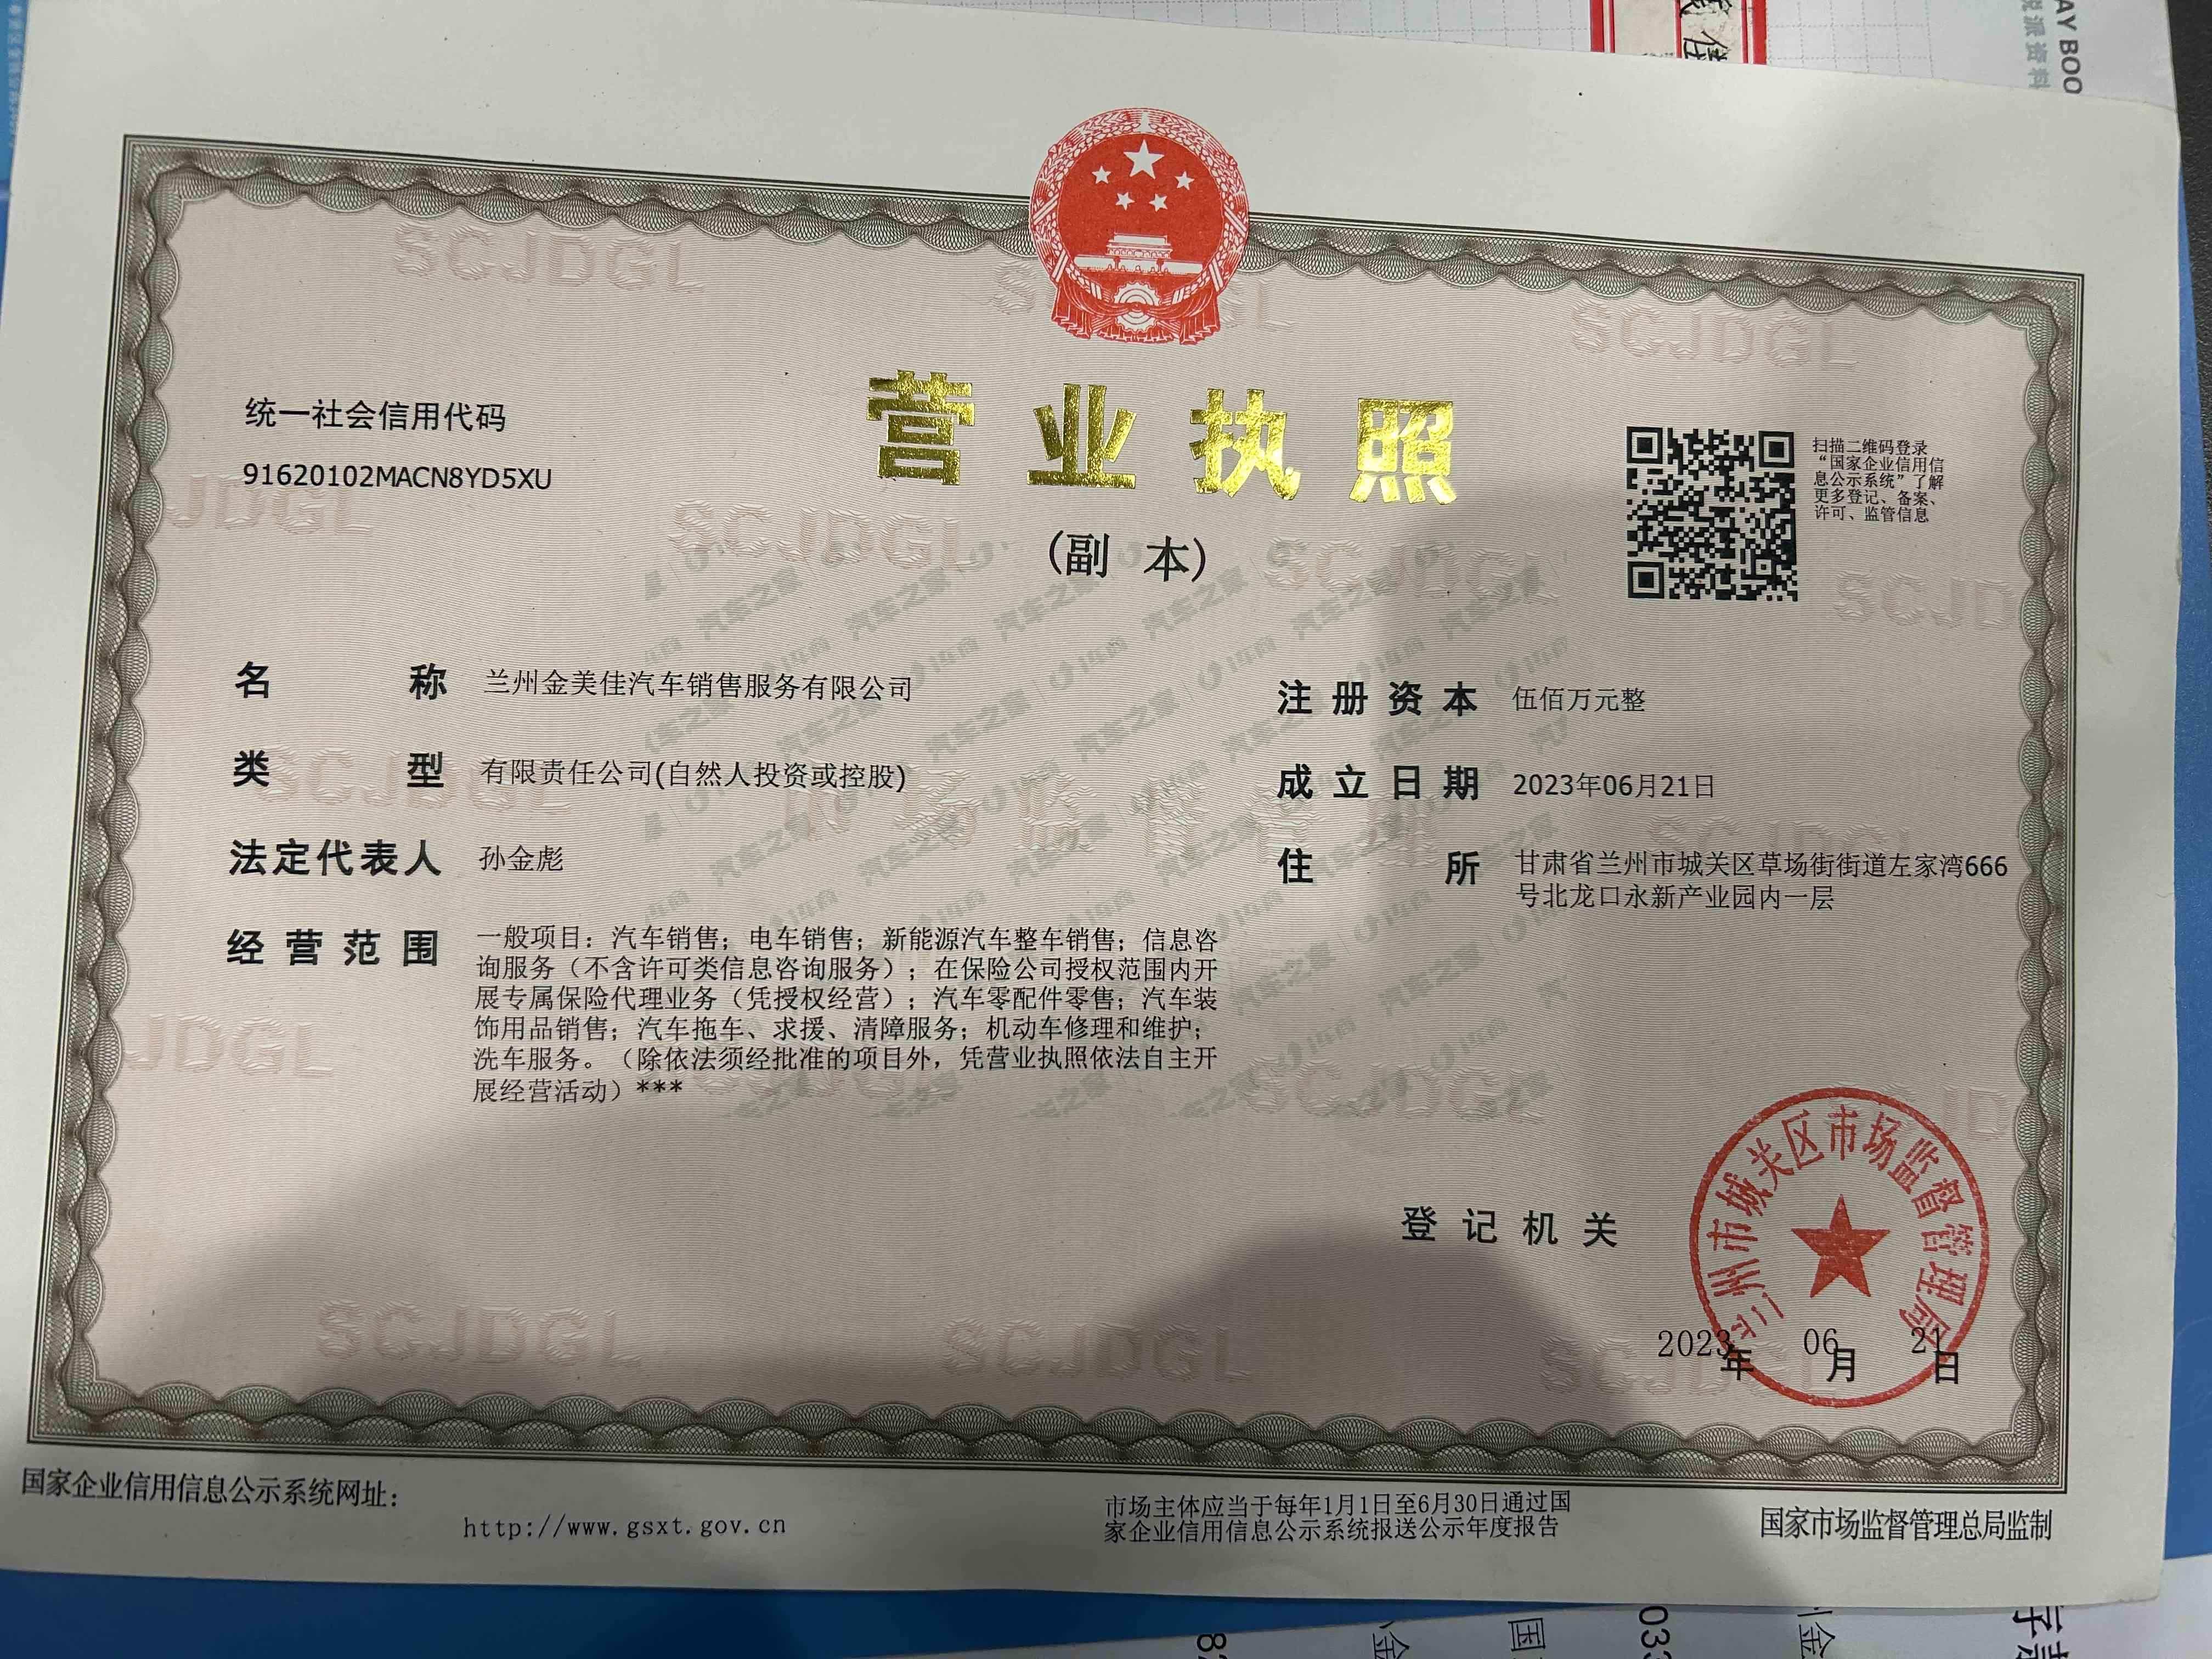 AY BOO
统一社会信用代码
91620102MACN8YD5XU
营业执照
(副 本)
扫描二维码登录
“国家企业信用信
息公示系统”了解
更多登记、备案、
许可、监管信息
名 称 兰州金美佳汽车销售服务有限公司
类 型 有限责任公司(自然人投资或控股)
法定代表人 孙金彪
经营范围 一般项目：汽车销售；电车销售；新能源汽车整车销售；信息咨
询服务（不含许可类信息咨询服务）；在保险公司授权范围内开
展专属保险代理业务（凭授权经营）；汽车零配件零售；汽车装
饰用品销售；汽车拖车、求援、清障服务；机动车修理和维护；
洗车服务。（除依法须经批准的项目外，凭营业执照依法自主开
展经营活动）***
注册资本 伍佰万元整
成立日期 2023年06月21日
住 所 甘肃省兰州市城关区草场街街道左家湾666
号北龙口永新产业园内一层
登记机关
兰州市城关区市场监督管理局
2023年 06月 21日
国家企业信用信息公示系统网址：
http://www.gsxt.gov.cn
市场主体应当于每年1月1日至6月30日通过国
家企业信用信息公示系统报送公示年度报告
国家市场监督管理总局监制
SCJDGL
汽车之家